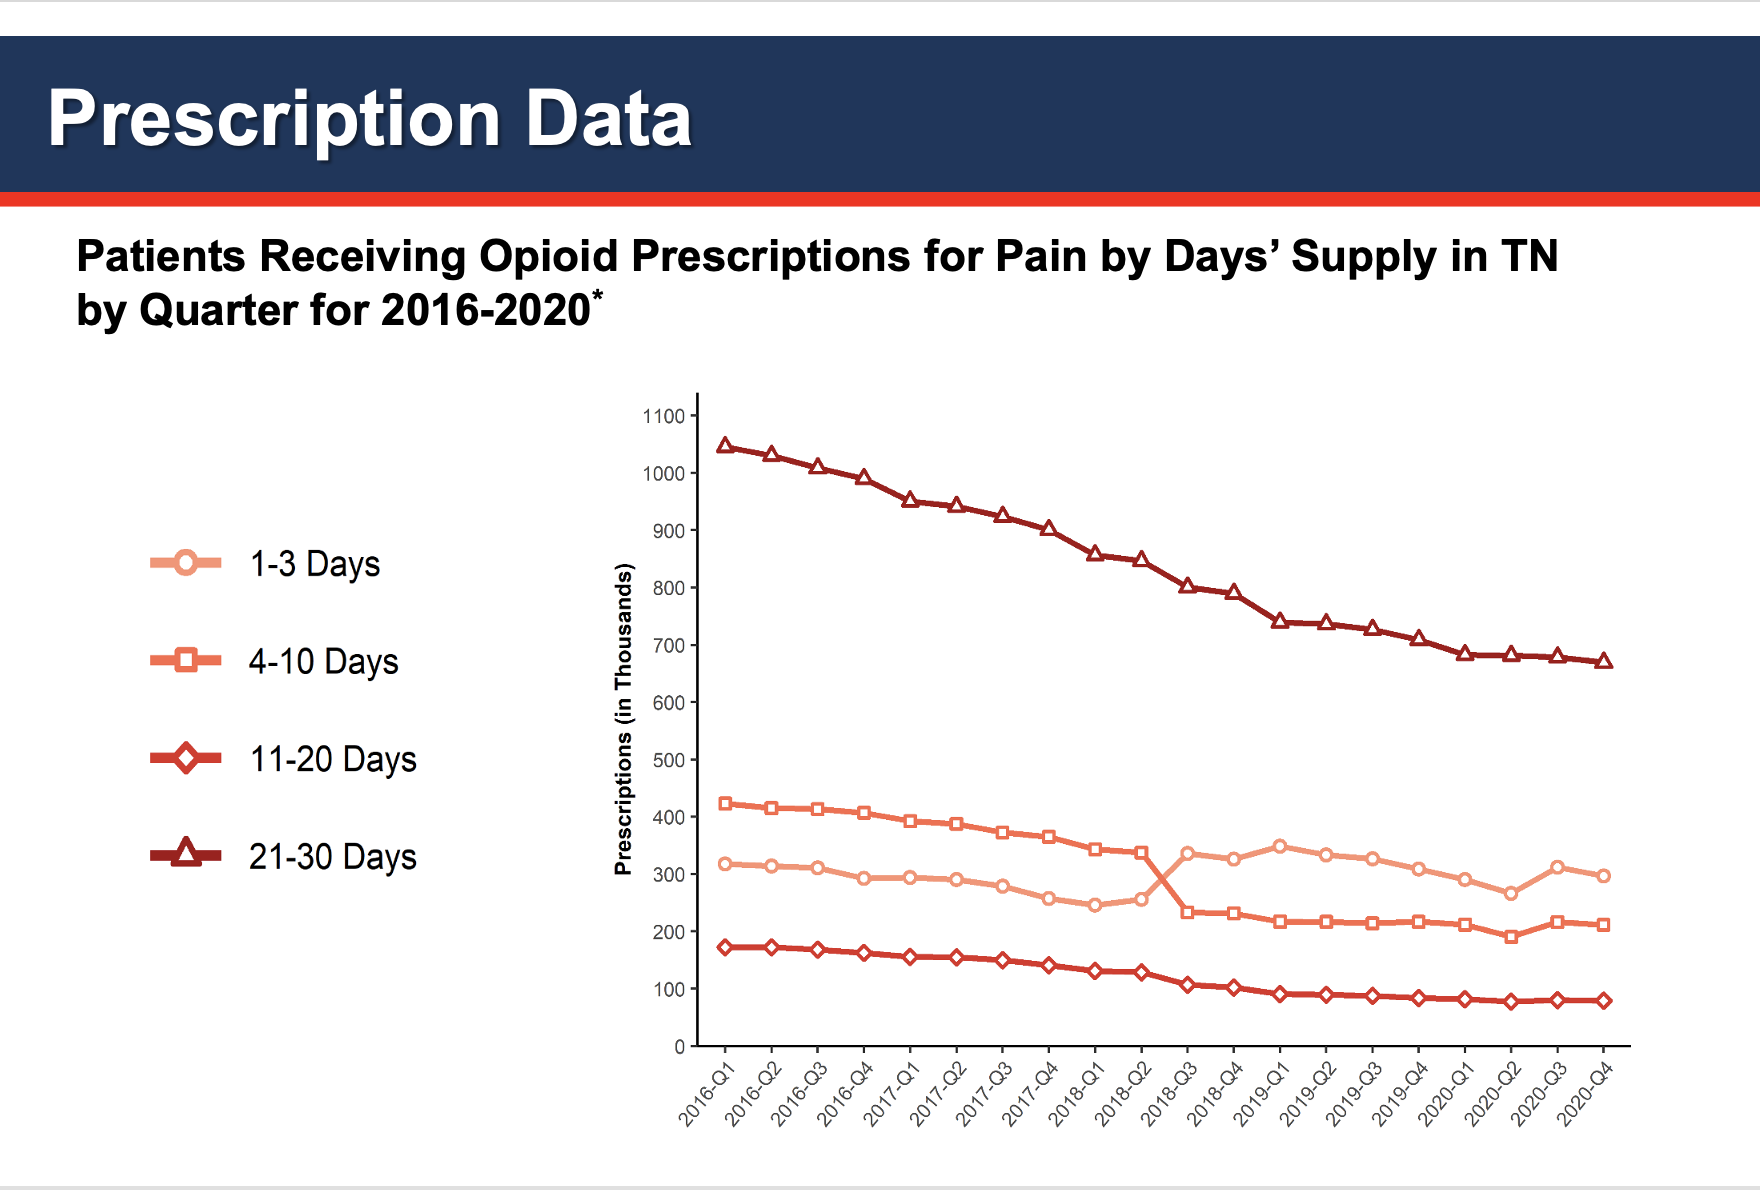 Prescription Data
Patients Receiving Opioid Prescriptions for Pain by Days’ Supply in TN
by Quarter for 2016-2020*
1-3 Days
4-10 Days
11-20 Days
21-30 Days
Prescriptions (in Thousands)
1100
1000
900
800
700
600
500
400
300
200
100
0
2016-Q1
2016-Q2
2016-Q3
2016-Q4
2017-Q1
2017-Q2
2017-Q3
2017-Q4
2018-Q1
2018-Q2
2018-Q3
2018-Q4
2019-Q1
2019-Q2
2019-Q3
2019-Q4
2020-Q1
2020-Q2
2020-Q3
2020-Q4